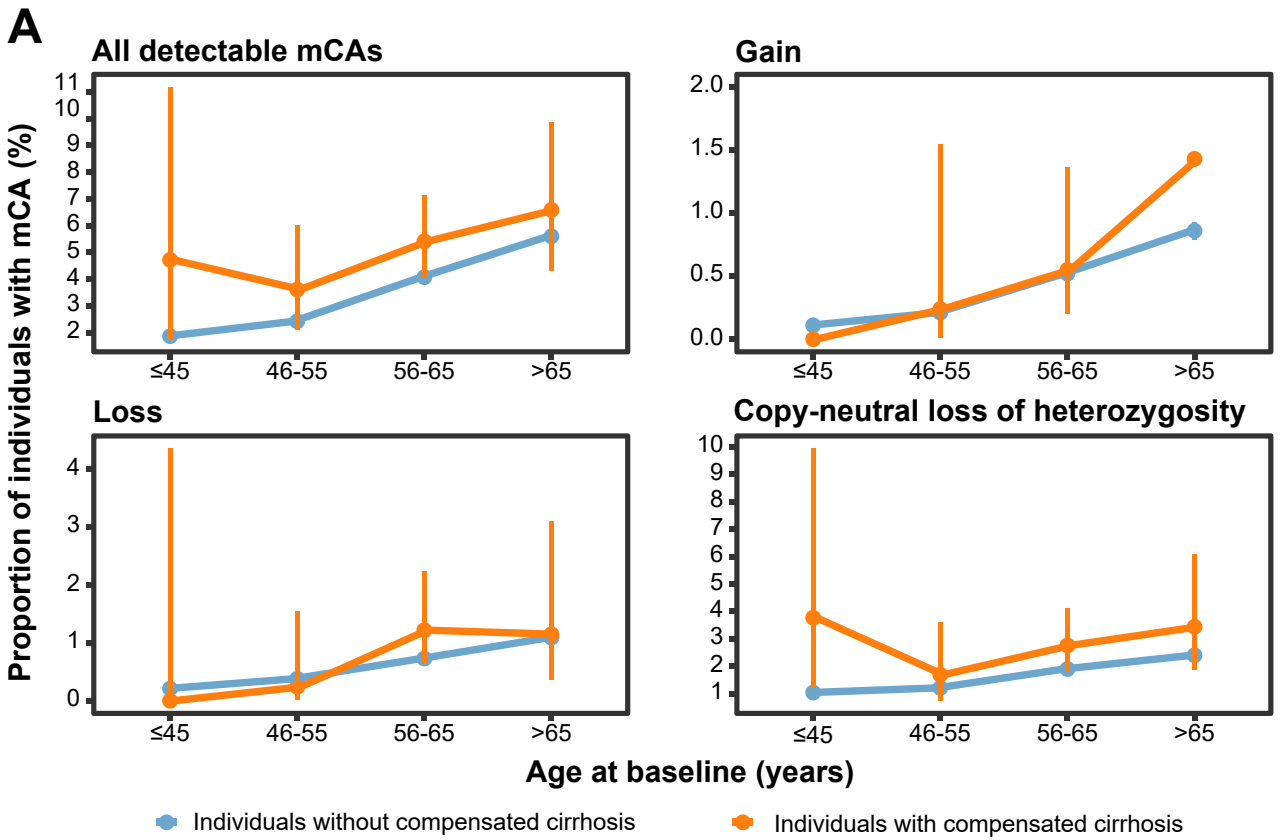 A
Proportion of individuals with mCA (%)
All detectable mCAs
11
10
9
8
7
6
5
4
3
2
≤45 46-55 56-65 >65
Gain
2.0
1.5
1.0
0.5
0.0
≤45 46-55 56-65 >65
Loss
4
3
2
1
0
≤45 46-55 56-65 >65
Copy-neutral loss of heterozygosity
10
9
8
7
6
5
4
3
2
1
≤45 46-55 56-65 >65
Age at baseline (years)
Individuals without compensated cirrhosis
Individuals with compensated cirrhosis